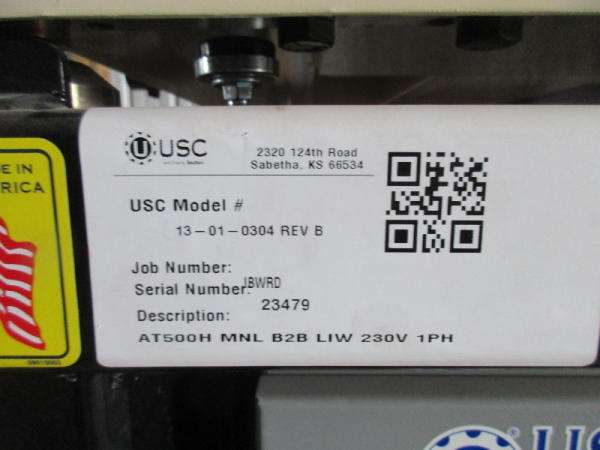 USC
2320 124th Road
Sabetha, KS 66534
USC Model #
13-01-0304 REV B
Job Number:
JBWRD
Serial Number:
23479
Description:
AT500H MNL B2B LIW 230V 1PH
E IN
RICA
US